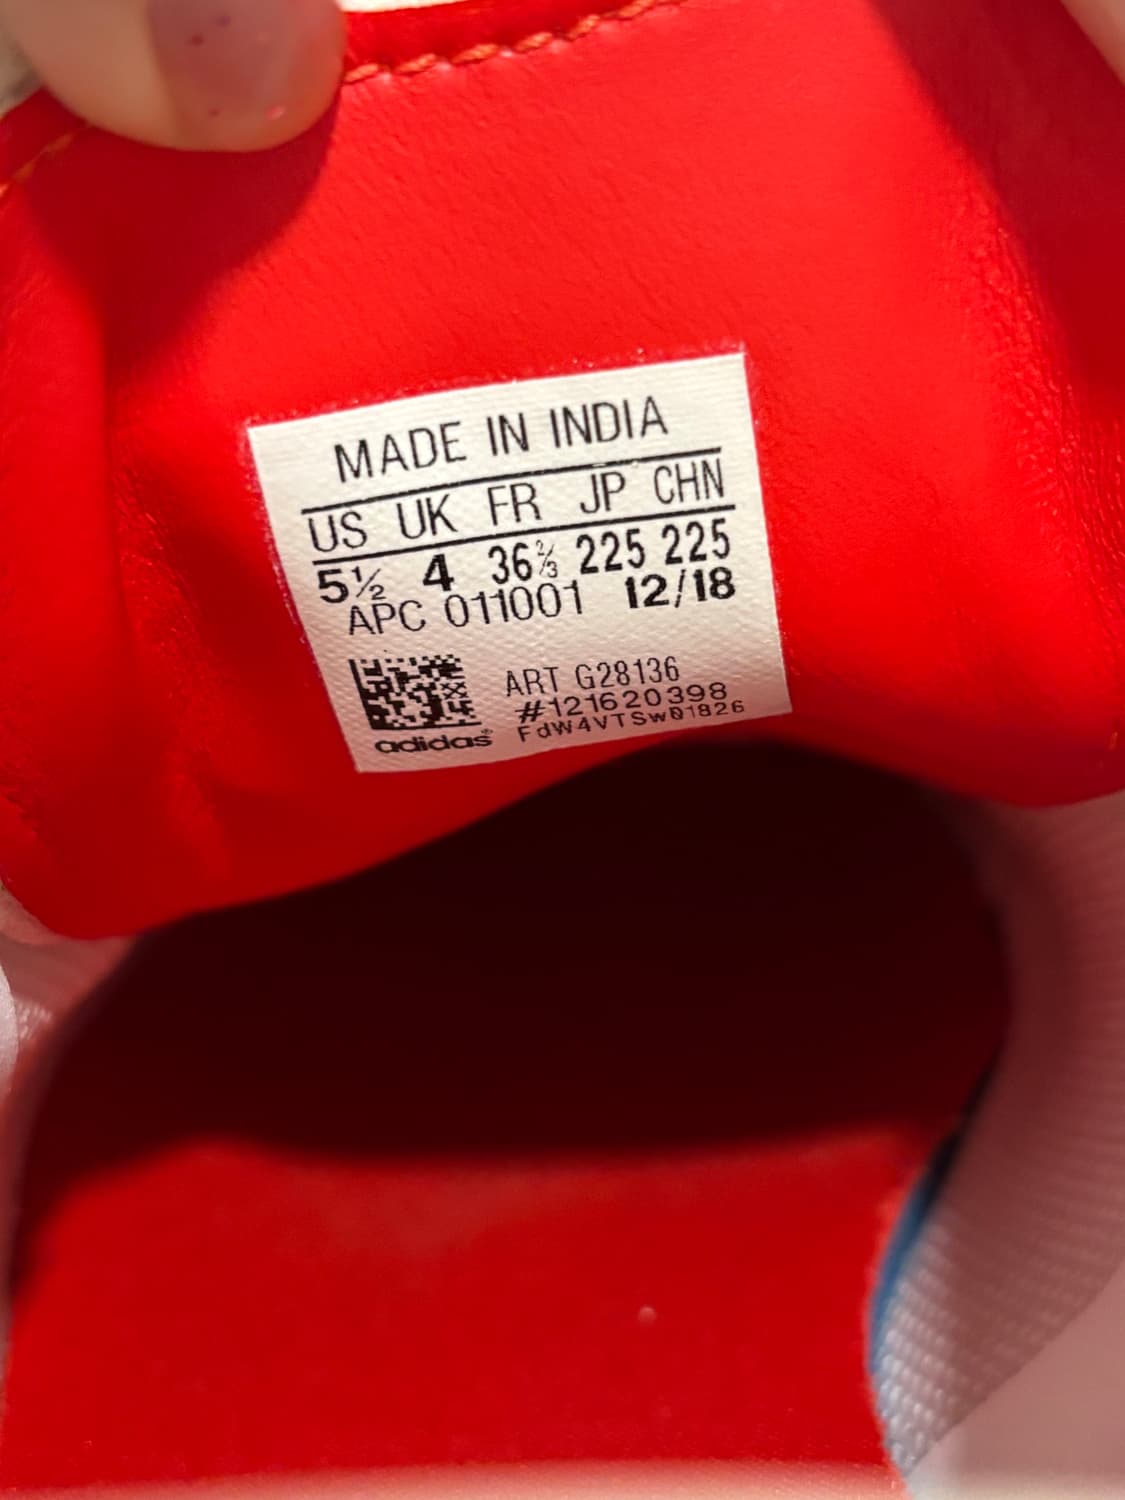 MADE IN INDIA
US UK FR JP CHN
5½ 4 36⅔ 225 225
APC 011001 12/18
ART G28136
#121620398
FdW4VTSw01826
adidas®